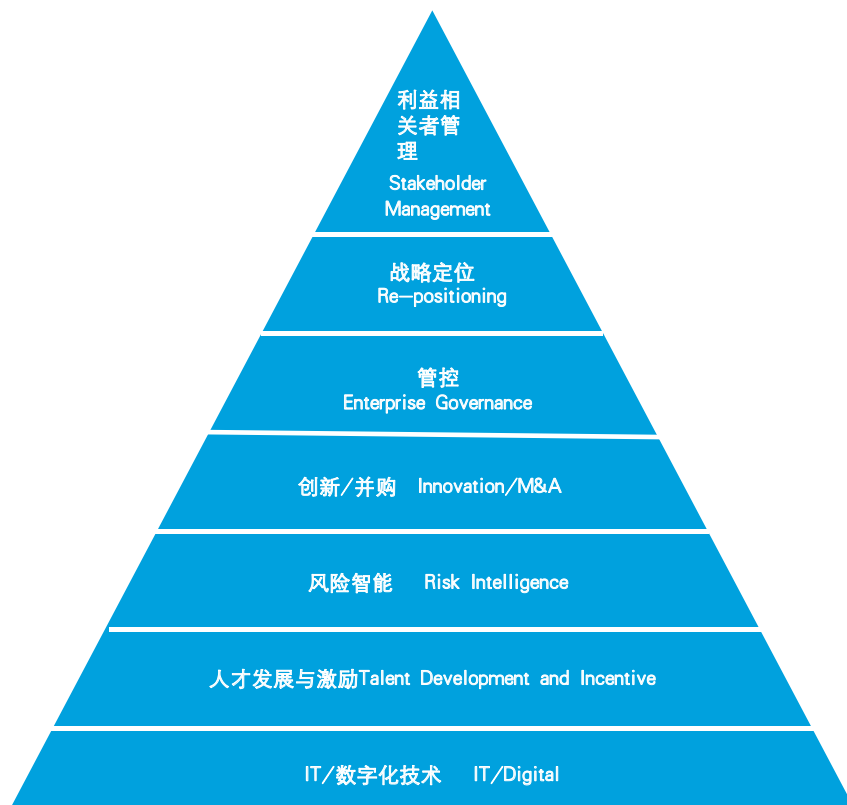 利益相
关者管
理
Stakeholder
Management
战略定位
Re-positioning
管控
Enterprise Governance
创新/并购 Innovation/M&A
风险智能 Risk Intelligence
人才发展与激励Talent Development and Incentive
IT/数字化技术 IT/Digital